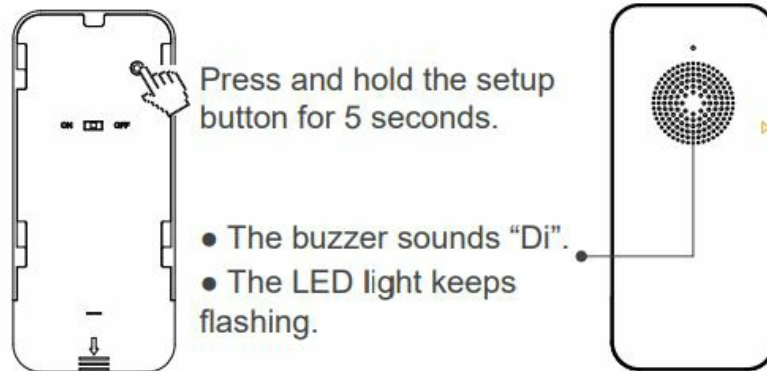 Press and hold the setup
button for 5 seconds.
ON OFF
● The buzzer sounds “Di”.
● The LED light keeps
flashing.